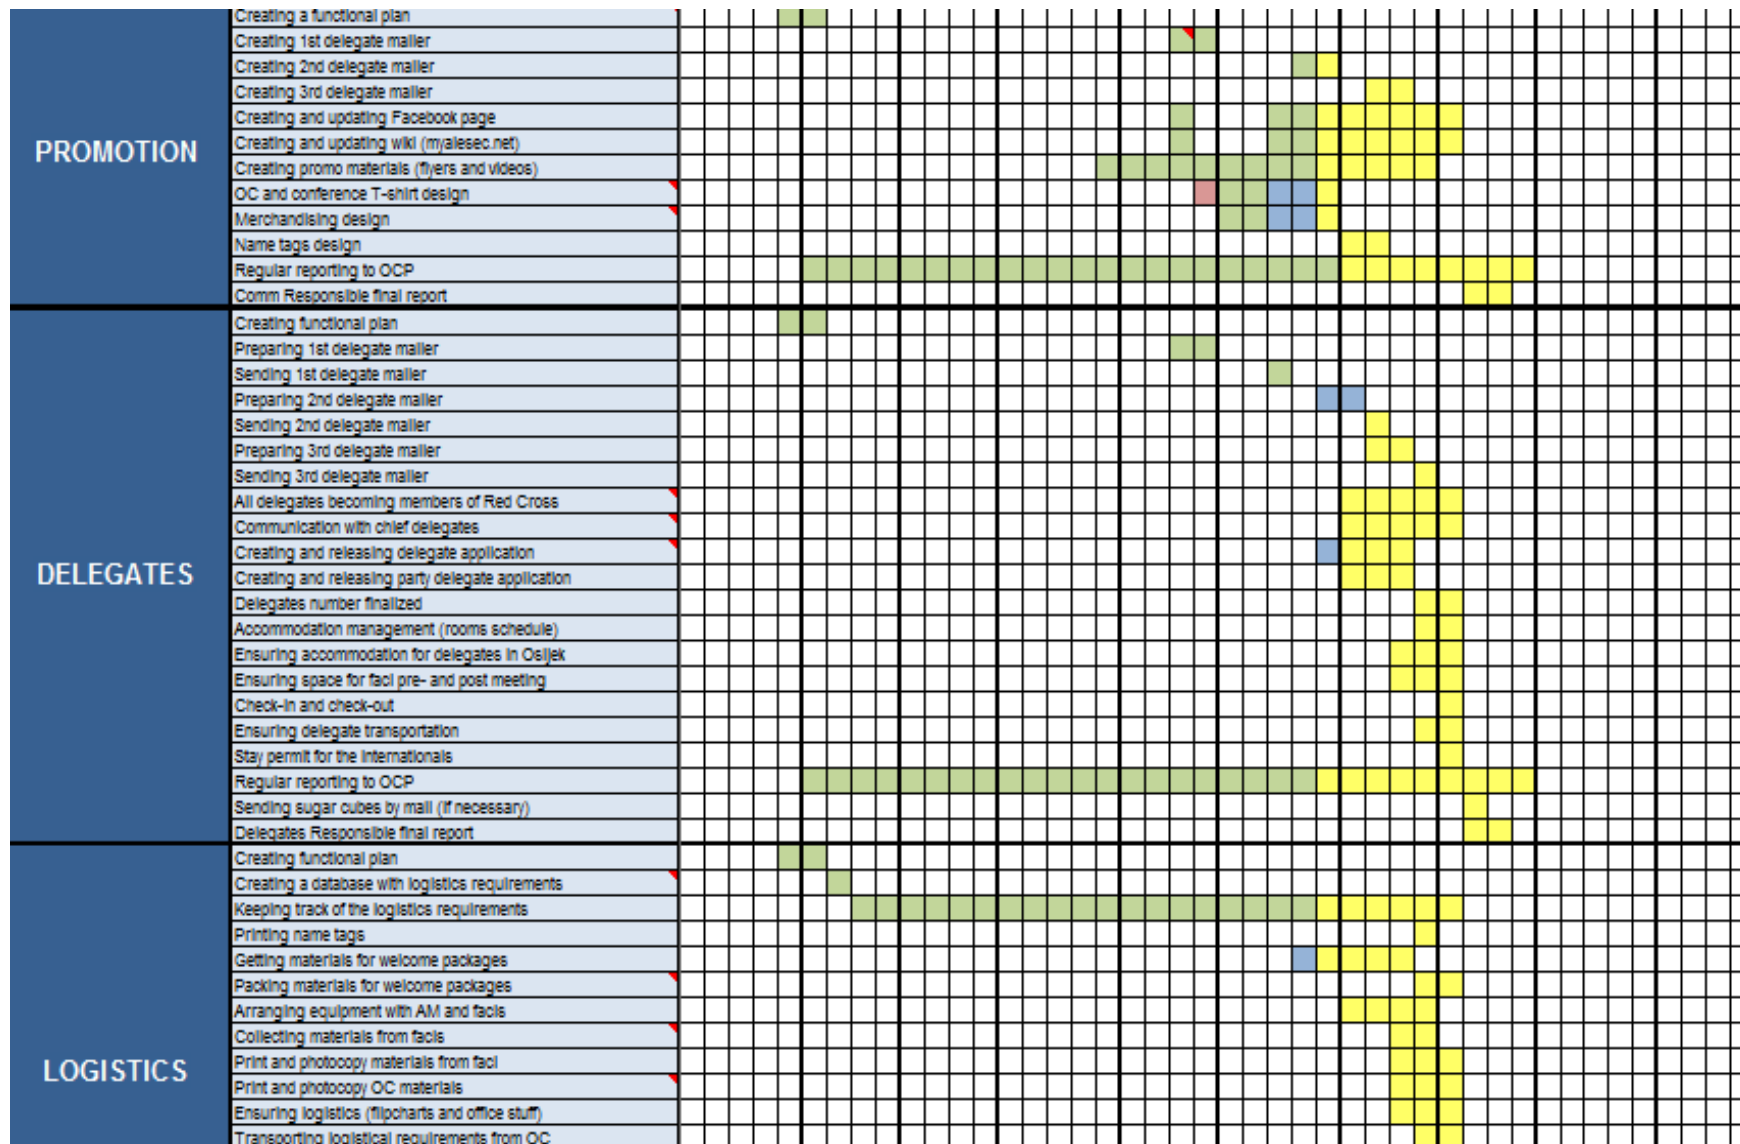 PROMOTION
Creating a functional plan
Creating 1st delegate mailer
Creating 2nd delegate mailer
Creating 3rd delegate mailer
Creating and updating Facebook page
Creating and updating wiki (myaiesec.net)
Creating promo materials (flyers and videos)
OC and conference T-shirt design
Merchandising design
Name tags design
Regular reporting to OCP
Comm Responsible final report
DELEGATES
Creating functional plan
Preparing 1st delegate mailer
Sending 1st delegate mailer
Preparing 2nd delegate mailer
Sending 2nd delegate mailer
Preparing 3rd delegate mailer
Sending 3rd delegate mailer
All delegates becoming members of Red Cross
Communication with chief delegates
Creating and releasing delegate application
Creating and releasing party delegate application
Delegates number finalized
Accommodation management (rooms schedule)
Ensuring accommodation for delegates in Osijek
Ensuring space for faci pre- and post meeting
Check-in and check-out
Ensuring delegate transportation
Stay permit for the internationals
Regular reporting to OCP
Sending sugar cubes by mail (if necessary)
Delegates Responsible final report
LOGISTICS
Creating functional plan
Creating a database with logistics requirements
Keeping track of the logistics requirements
Printing name tags
Getting materials for welcome packages
Packing materials for welcome packages
Arranging equipment with AM and facis
Collecting materials from facis
Print and photocopy materials from faci
Print and photocopy OC materials
Ensuring logistics (flipcharts and office stuff)
Transporting logistical requirements from OC